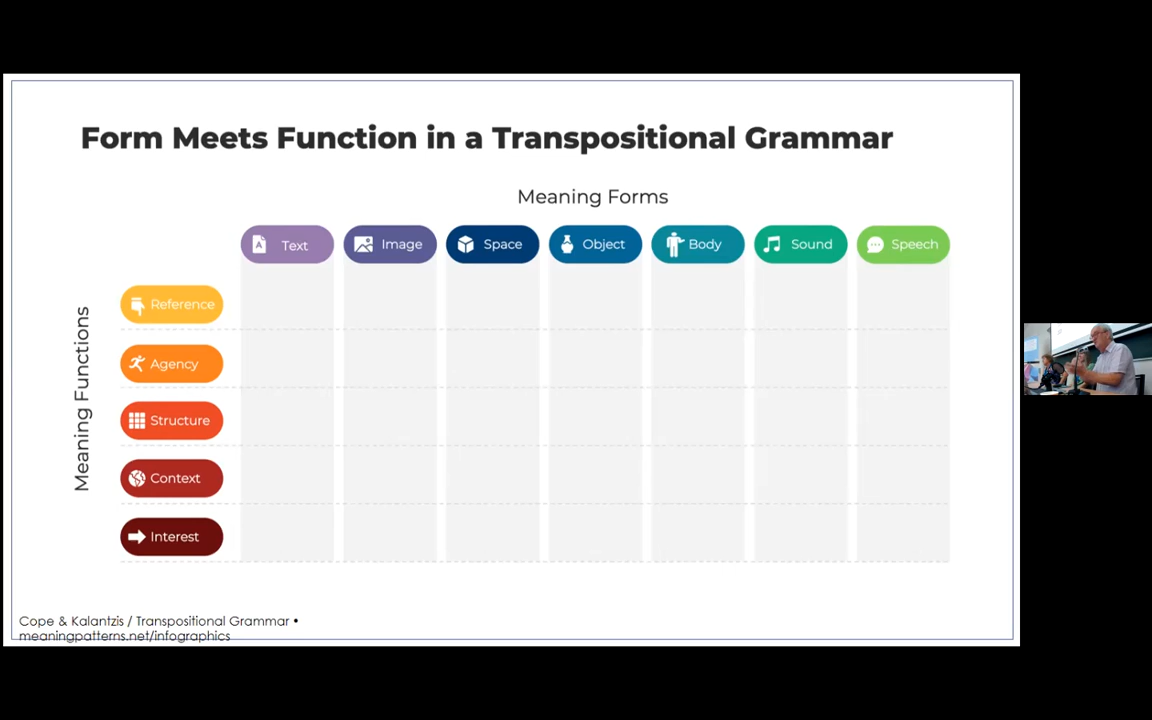 Form Meets Function in a Transpositional Grammar
Meaning Forms
Text
Image
Space
Object
Body
Sound
Speech
Meaning Functions
Reference
Agency
Structure
Context
Interest
Cope & Kalantzis / Transpositional Grammar •
meaningpatterns.net/infographics